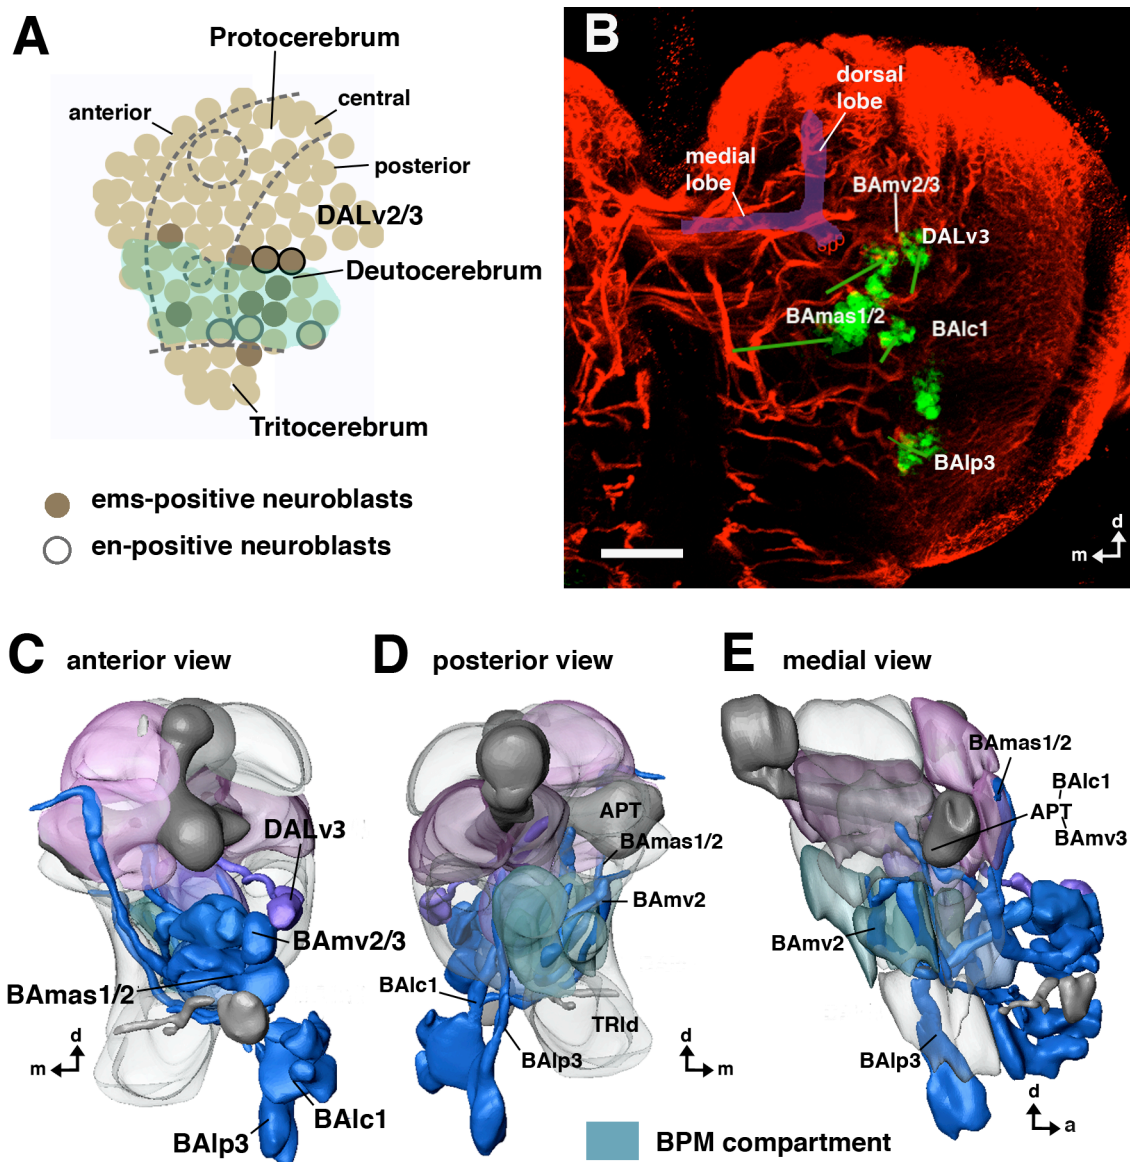 A
Protocerebrum
anterior
central
posterior
DALv2/3
Deutocerebrum
Tritocerebrum
ems-positive neuroblasts
en-positive neuroblasts
B
dorsal
lobe
medial
lobe
BAmv2/3
sp
DALv3
BAmas1/2
BAlc1
BAlp3
d
m
C anterior view
DALv3
BAmv2/3
BAmas1/2
d
m
BAlc1
BAlp3
D posterior view
APT
BAmas1/2
BAmv2
BAlc1
TRId
BAlp3
d
m
E medial view
BAmas1/2
BAlc1
APT
BAmv3
BAmv2
BAlp3
d
a
BPM compartment